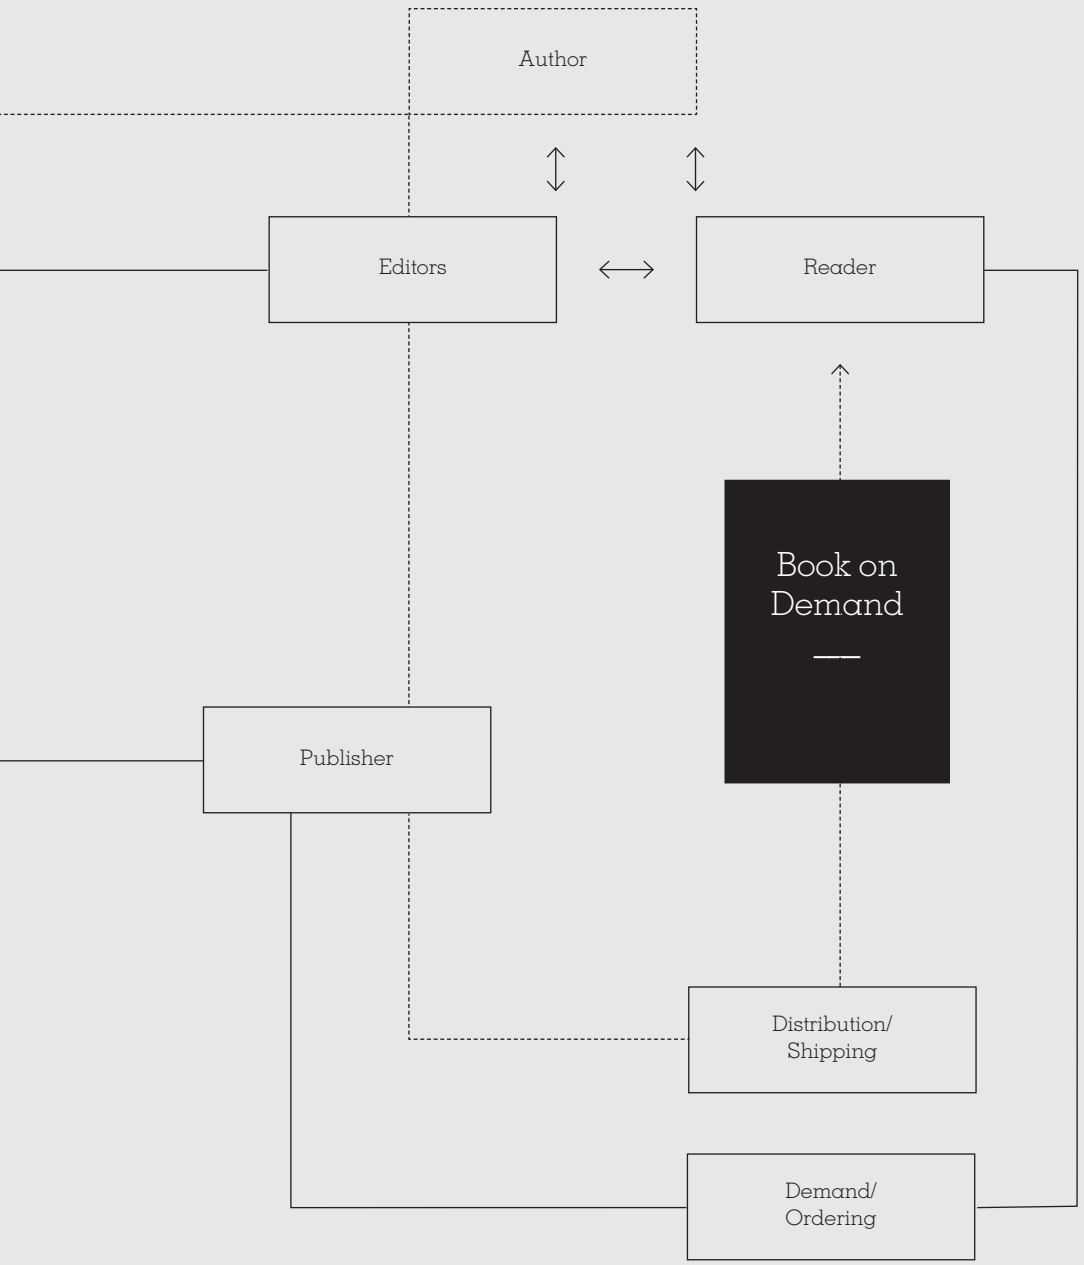 Author
Editors
Reader
Book on
Demand
Publisher
Distribution/
Shipping
Demand/
Ordering